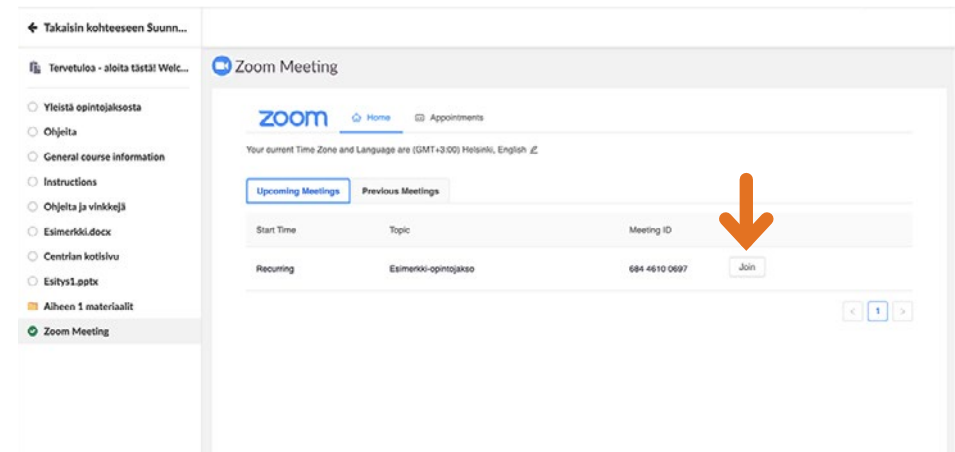 Takaisin kohteeseen Suunn...
Tervetuloa - aloita tästä! Welc...
Yleistä opintojaksosta
Ohjeita
General course information
Instructions
Ohjeita ja vinkkejä
Esimerkki.docx
Centrian kotisivu
Esitys1.pptx
Aiheen 1 materiaalit
Zoom Meeting
Zoom Meeting
zoom Home Appointments
Your current Time Zone and Language are (GMT+3:00) Helsinki, English
Upcoming Meetings Previous Meetings
Start Time Topic Meeting ID
Recurring Esimerkki-opintojakso 684 4610 0697 Join
< 1 >